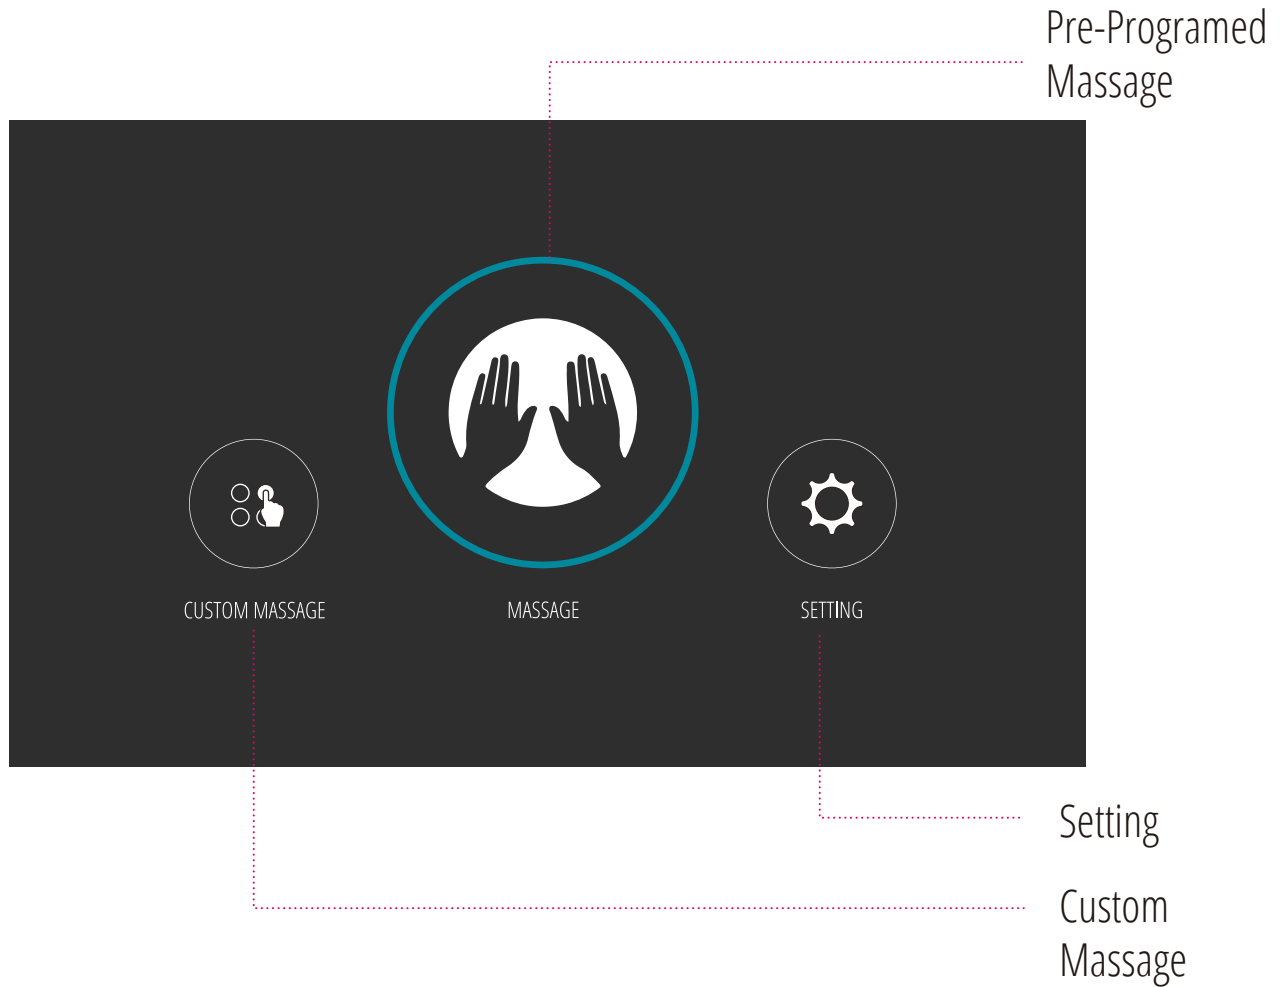 Pre-Programed
Massage
CUSTOM MASSAGE
MASSAGE
SETTING
Setting
Custom
Massage